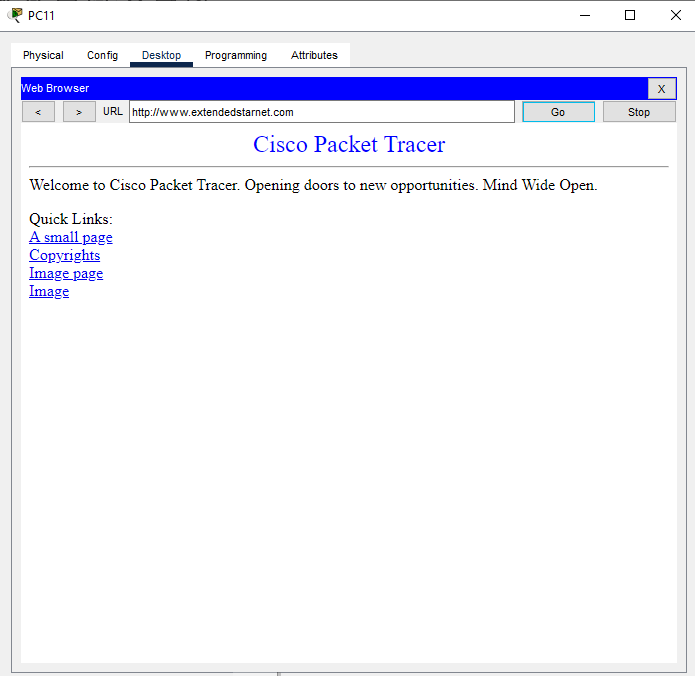 PC11
Physical Config Desktop Programming Attributes
Web Browser X
< > URL http://www.extendedstarnet.com Go Stop
Cisco Packet Tracer
Welcome to Cisco Packet Tracer. Opening doors to new opportunities. Mind Wide Open.
Quick Links:
A small page
Copyrights
Image page
Image